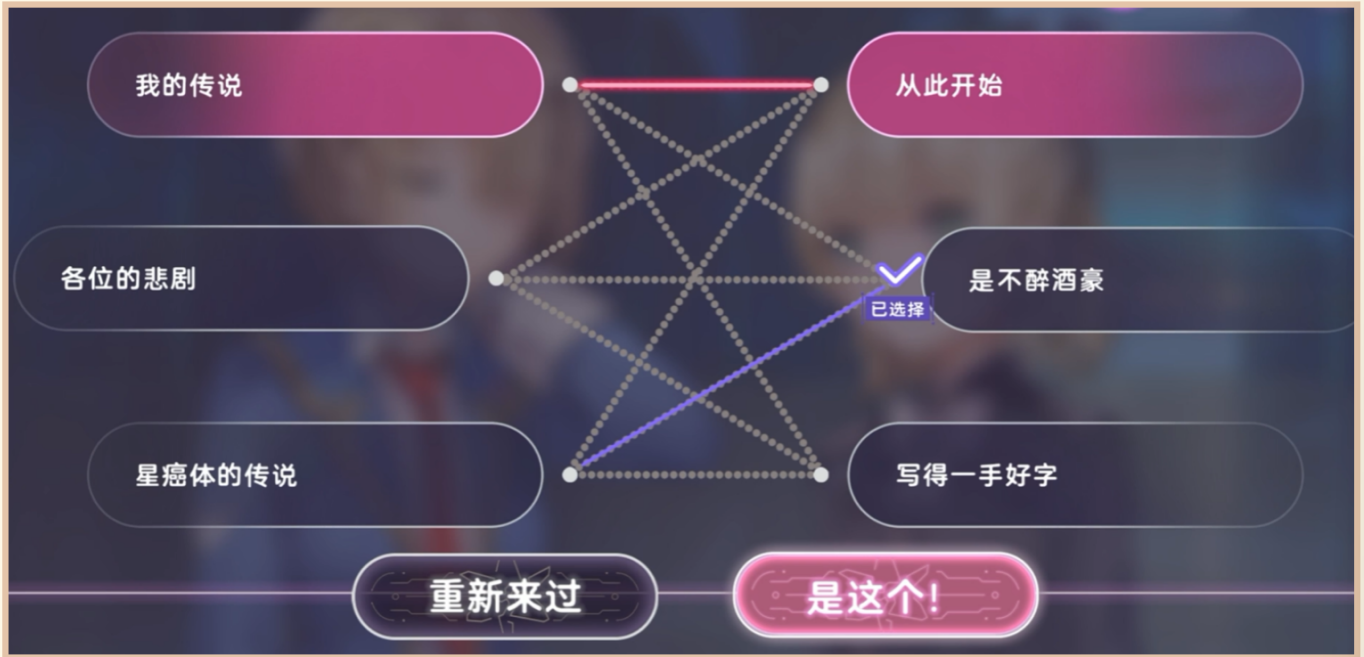 我的传说
从此开始
各位的悲剧
是不醉酒豪
已选择
星癌体的传说
写得一手好字
重新来过
是这个!